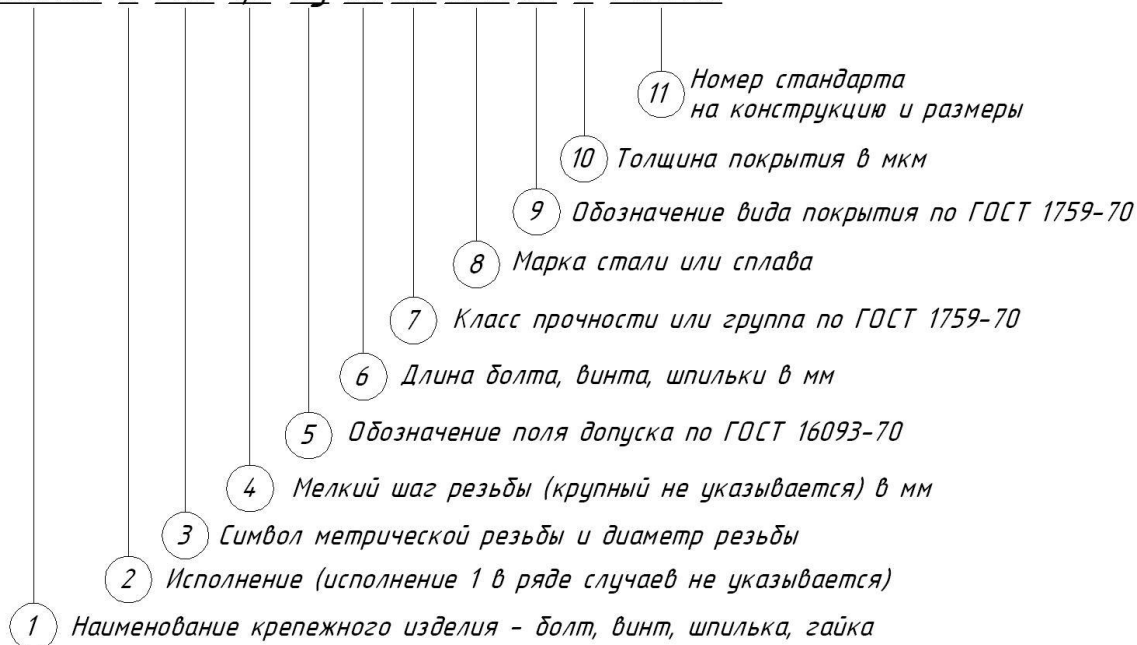 11 Номер стандарта
на конструкцию и размеры
10 Толщина покрытия в мкм
9 Обозначение вида покрытия по ГОСТ 1759-70
8 Марка стали или сплава
7 Класс прочности или группа по ГОСТ 1759-70
6 Длина болта, винта, шпильки в мм
5 Обозначение поля допуска по ГОСТ 16093-70
4 Мелкий шаг резьбы (крупный не указывается) в мм
3 Символ метрической резьбы и диаметр резьбы
2 Исполнение (исполнение 1 в ряде случаев не указывается)
1 Наименование крепежного изделия - болт, винт, шпилька, гайка